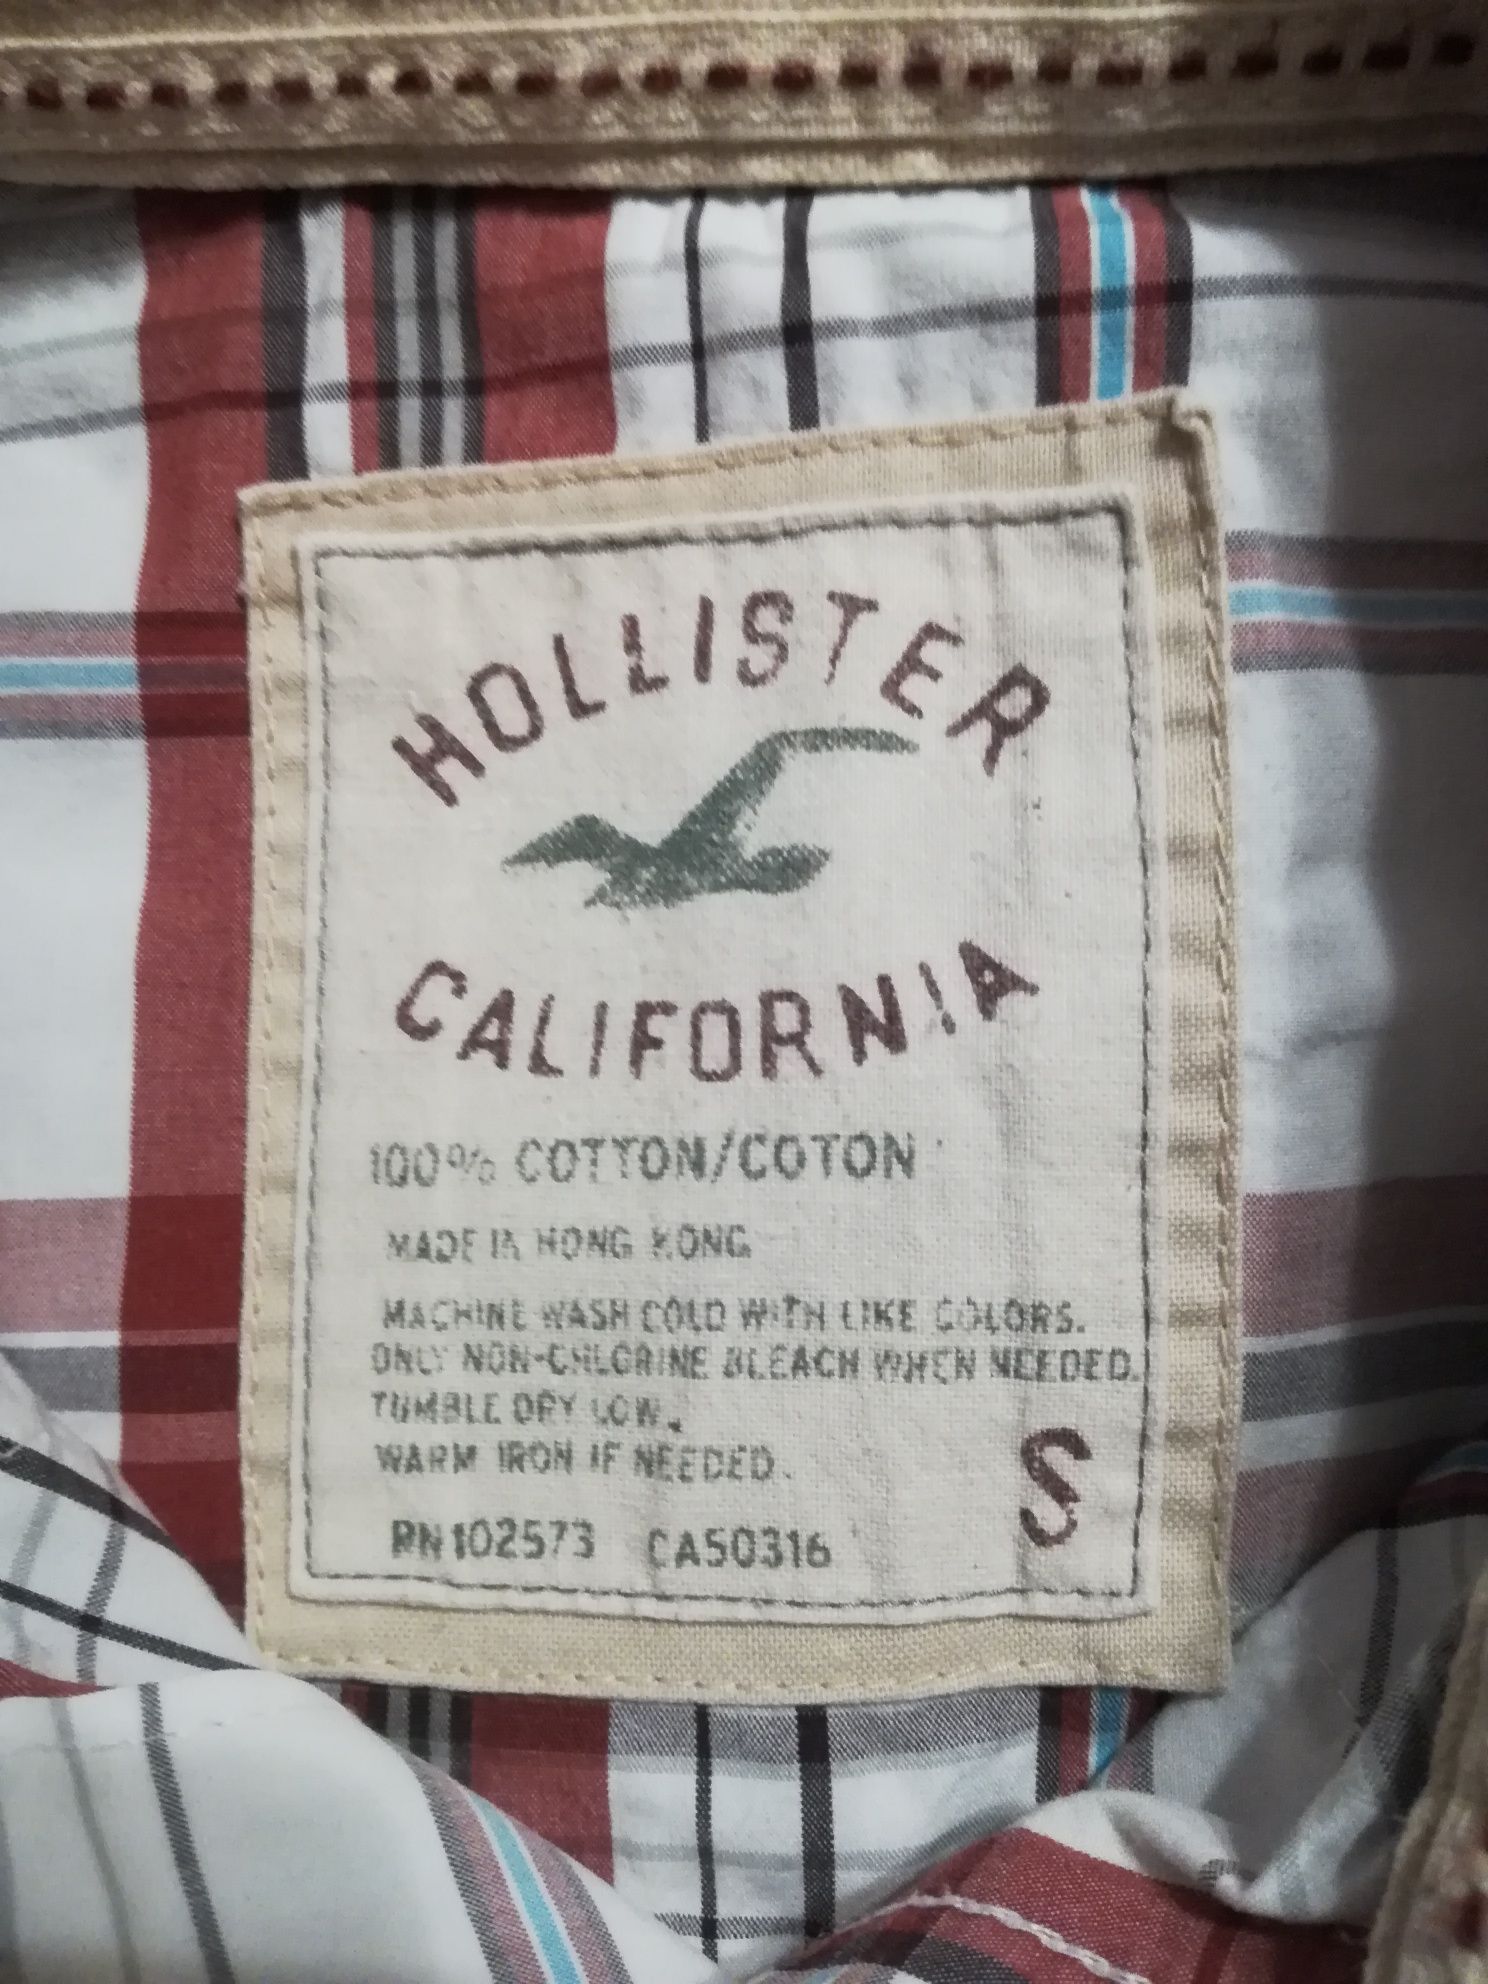 HOLLISTER
CALIFORNIA
100% COTTON/COTON
MADE IN HONG KONG
MACHINE WASH COLD WITH LIKE COLORS.
ONLY NON-CHLORINE BLEACH WHEN NEEDED.
TUMBLE DRY LOW.
WARM IRON IF NEEDED.
S
RN102573 CA50316